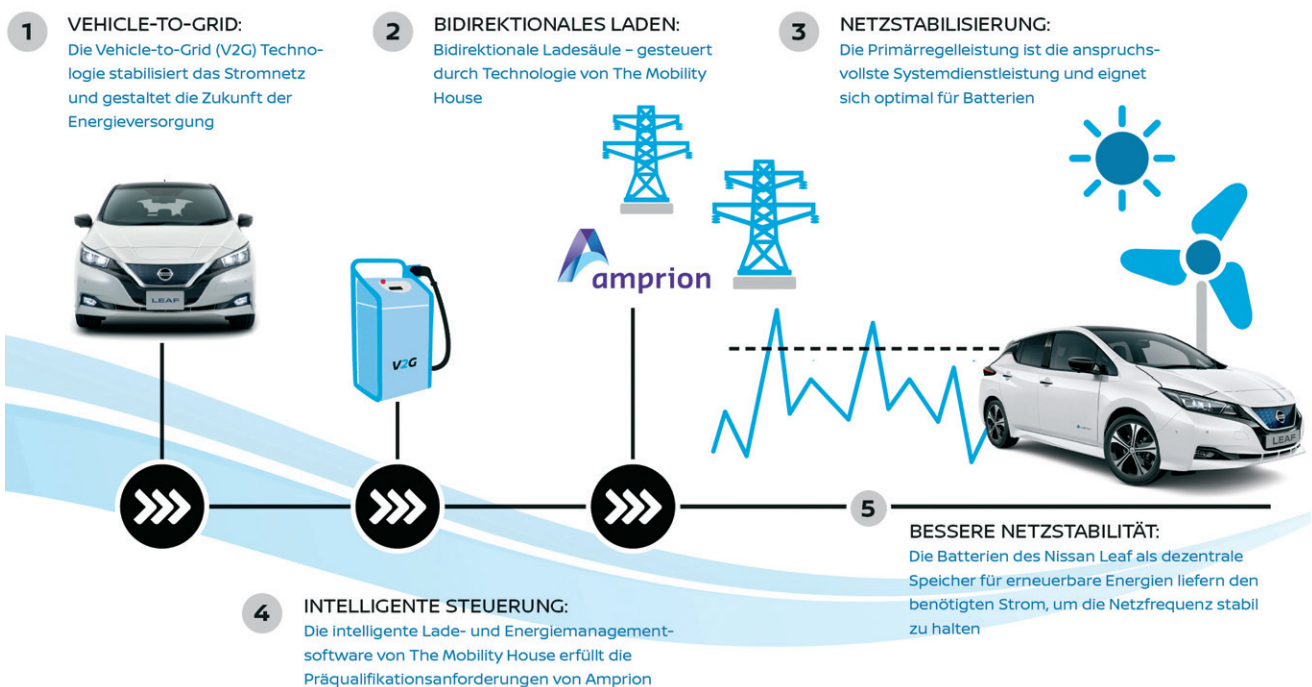 1
VEHICLE-TO-GRID:
Die Vehicle-to-Grid (V2G) Techno-
logie stabilisiert das Stromnetz
und gestaltet die Zukunft der
Energieversorgung
2
BIDIREKTIONALES LADEN:
Bidirektionale Ladesäule – gesteuert
durch Technologie von The Mobility
House
3
NETZSTABILISIERUNG:
Die Primärregelleistung ist die anspruchs-
vollste Systemdienstleistung und eignet
sich optimal für Batterien
LEAF
V2G
amprion
LEAF
4
INTELLIGENTE STEUERUNG:
Die intelligente Lade- und Energiemanagement-
software von The Mobility House erfüllt die
Präqualifikationsanforderungen von Amprion
5
BESSERE NETZSTABILITÄT:
Die Batterien des Nissan Leaf als dezentrale
Speicher für erneuerbare Energien liefern den
benötigten Strom, um die Netzfrequenz stabil
zu halten